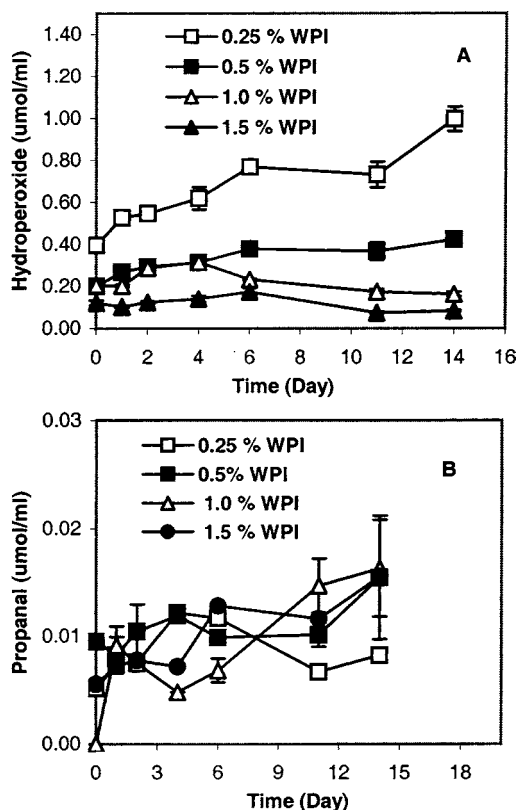 1.40
1.20
1.00
0.80
0.60
0.40
0.20
0.00
Hydroperoxide (umol/ml)
0.25 % WPI
0.5 % WPI
1.0 % WPI
1.5 % WPI
A
0 2 4 6 8 10 12 14 16
Time (Day)
0.03
0.02
0.01
0.00
Propanal (umol/ml)
0.25 % WPI
0.5% WPI
1.0 % WPI
1.5 % WPI
B
0 3 6 9 12 15 18
Time (Day)